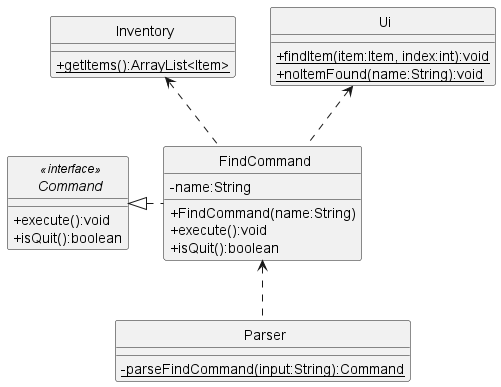 Inventory
+getItems():ArrayList<Item>
Ui
+findItem(item:Item, index:int):void
+noItemFound(name:String):void
«interface»
Command
+execute():void
+isQuit():boolean
FindCommand
-name:String
+FindCommand(name:String)
+execute():void
+isQuit():boolean
Parser
-parseFindCommand(input:String):Command